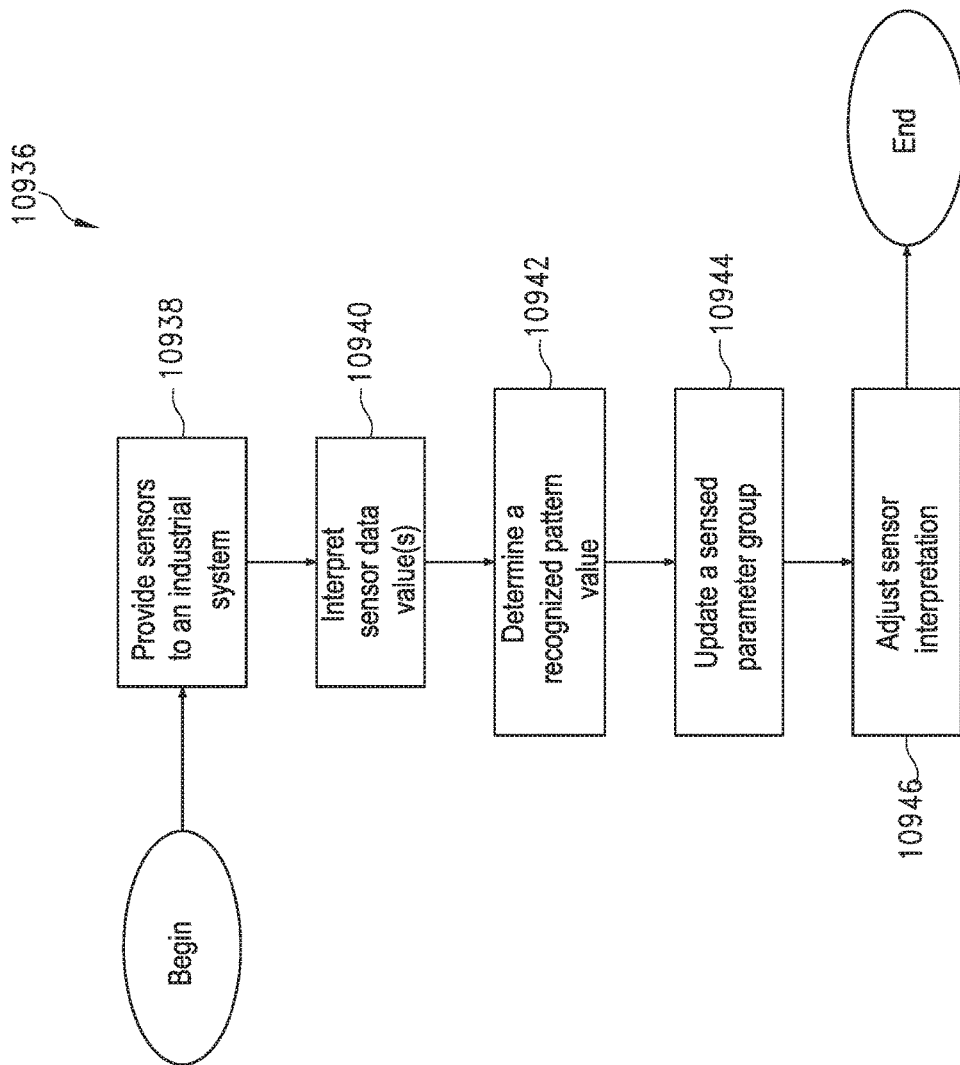 10936
Begin
Provide sensors
to an industrial
system
10938
Interpret
sensor data
value(s)
10940
Determine a
recognized pattern
value
10942
Update a sensed
parameter group
10944
Adjust sensor
interpretation
10946
End